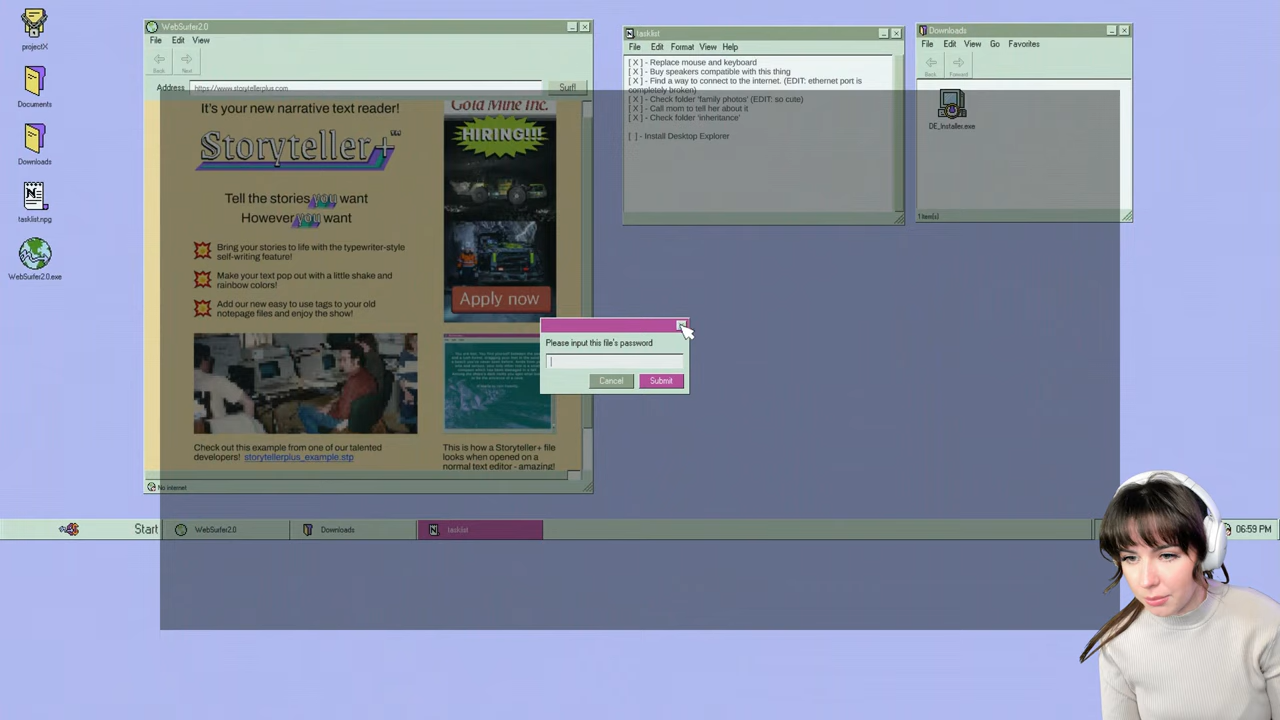 projectX
Documents
Downloads
tasklist.npg
WebSurfer2.0.exe
WebSurfer2.0
File Edit View
Back Next
Address https://www.storytellerplus.com Surf!
It's your new narrative text reader!
Storyteller+
Tell the stories you want
However you want
Bring your stories to life with the typewriter-style
self-writing feature!
Make your text pop out with a little shake and
rainbow colors!
Add our new easy to use tags to your old
notepage files and enjoy the show!
Check out this example from one of our talented
developers! storytellerplus_example.stp
Gold Mine Inc.
HIRING!!!
Apply now
This is how a Storyteller+ file
looks when opened on a
normal text editor - amazing!
No internet
tasklist
File Edit Format View Help
[ X ] - Replace mouse and keyboard
[ X ] - Buy speakers compatible with this thing
[ X ] - Find a way to connect to the internet. (EDIT: ethernet port is
completely broken)
[ X ] - Check folder 'family photos' (EDIT: so cute)
[ X ] - Call mom to tell her about it
[ X ] - Check folder 'inheritance'
[ ] - Install Desktop Explorer
Downloads
File Edit View Go Favorites
Back Forward
DE_Installer.exe
1 item(s)
Please input this file's password
Cancel Submit
Start WebSurfer2.0 Downloads tasklist 06:59 PM